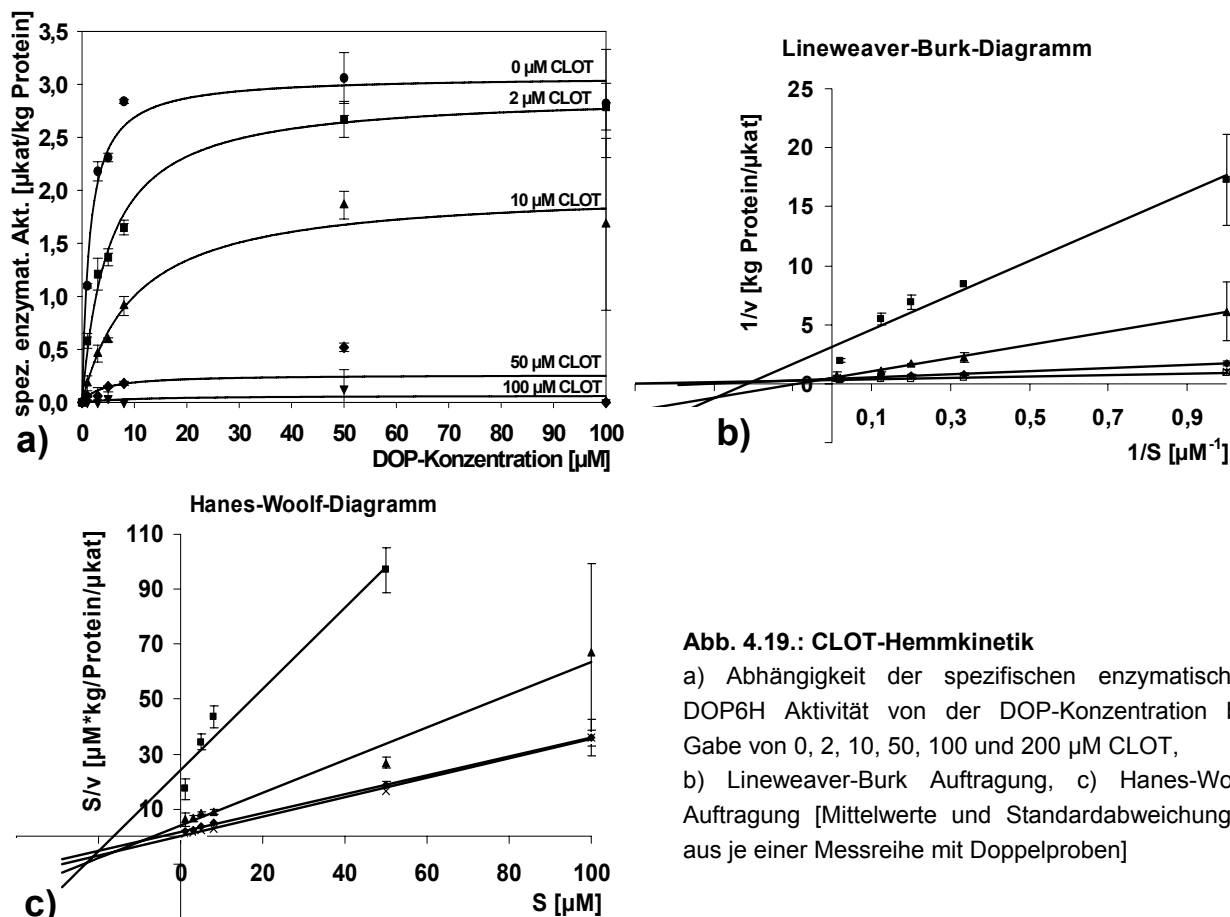 3,5
3,0
2,5
2,0
1,5
1,0
0,5
0,0
spez. enzymat. Akt. [µkat/kg Protein]
0 µM CLOT
2 µM CLOT
10 µM CLOT
50 µM CLOT
100 µM CLOT
0 10 20 30 40 50 60 70 80 90 100
DOP-Konzentration [µM]
a)
Lineweaver-Burk-Diagramm
25
20
15
10
5
0
1/v [kg Protein/µkat]
0,1 0,3 0,5 0,7 0,9
1/S [µM-1]
b)
Hanes-Woolf-Diagramm
110
90
70
50
30
10
S/v [µM*kg/Protein/µkat]
0 20 40 60 80 100
S [µM]
c)
Abb. 4.19.: CLOT-Hemmkinetik
a) Abhängigkeit der spezifischen enzymatisch
DOP6H Aktivität von der DOP-Konzentration
Gabe von 0, 2, 10, 50, 100 und 200 µM CLOT,
b) Lineweaver-Burk Auftragung, c) Hanes-Wo
Auftragung [Mittelwerte und Standardabweichung
aus je einer Messreihe mit Doppelproben]